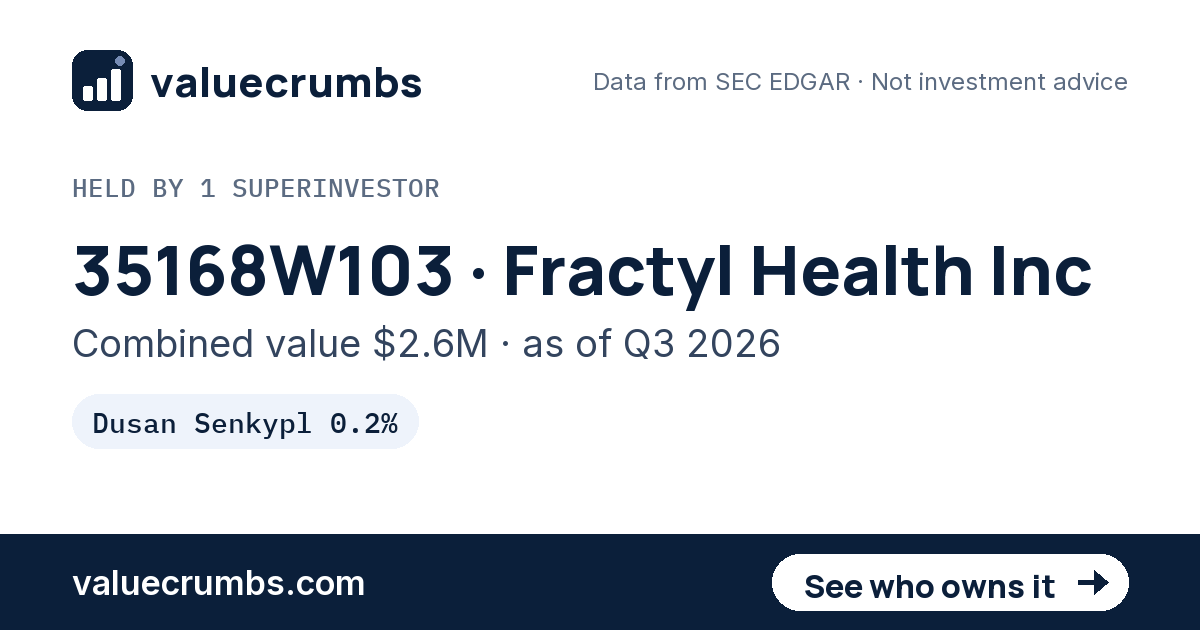 valuecrumbs
Data from SEC EDGAR · Not investment advice
HELD BY 1 SUPERINVESTOR
35168W103 · Fractyl Health Inc
Combined value $2.6M · as of Q3 2026
Dusan Senkypl 0.2%
valuecrumbs.com
See who owns it →